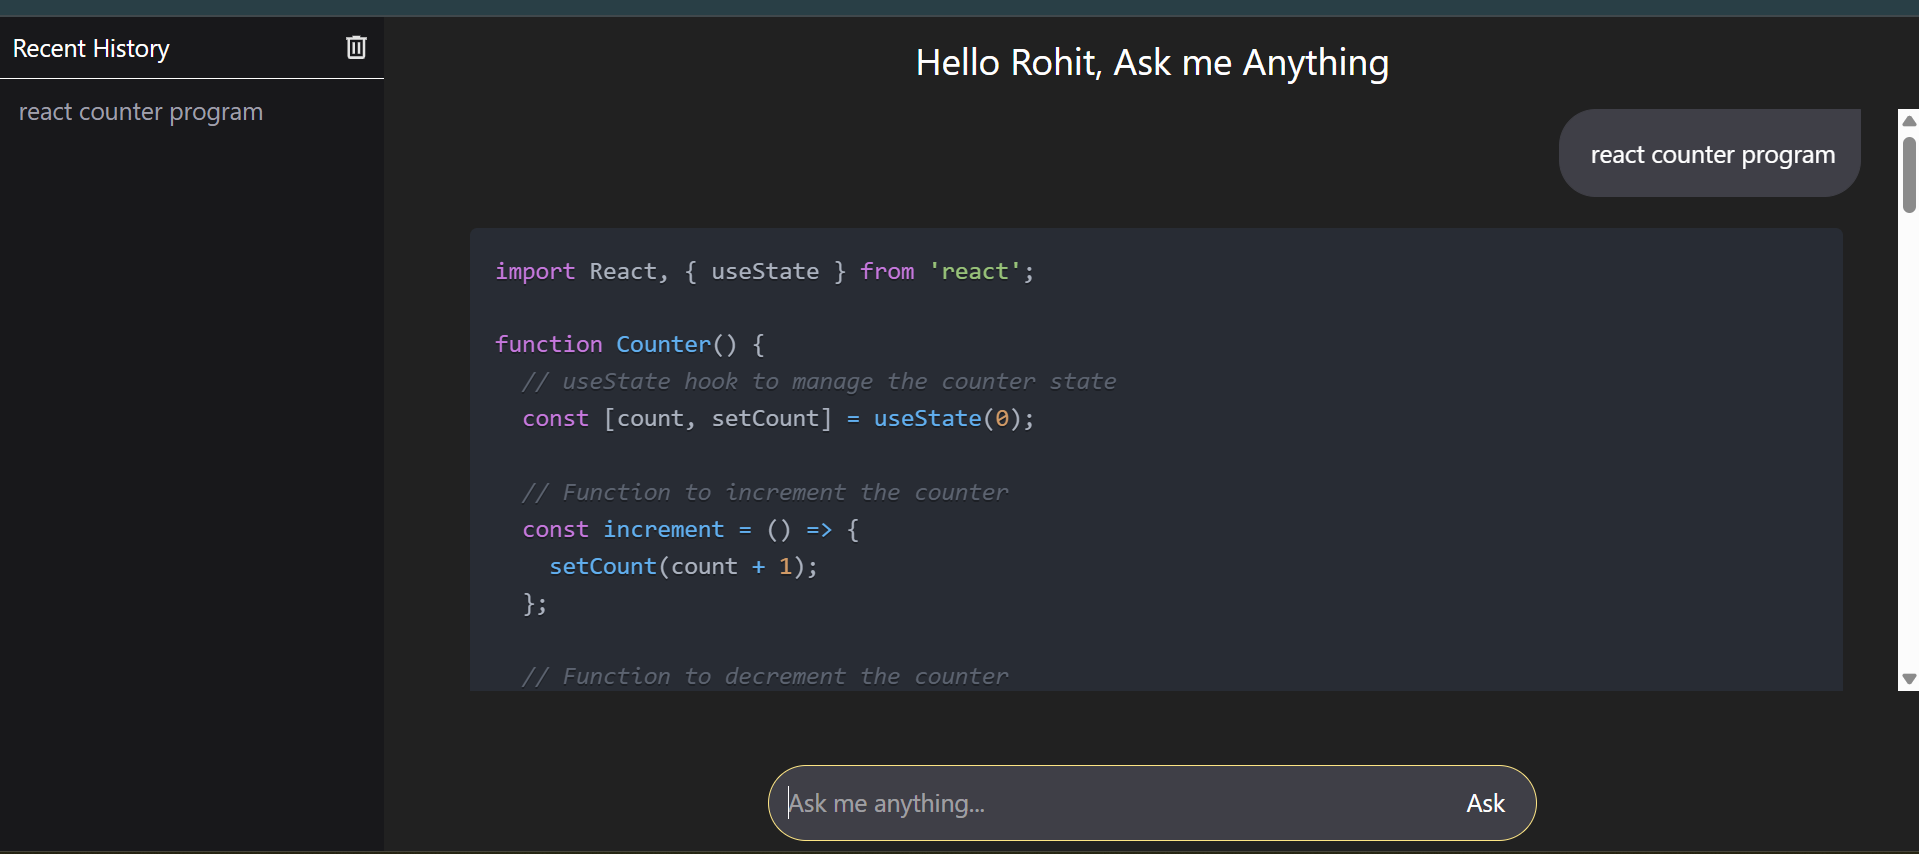 Recent History
react counter program
Hello Rohit, Ask me Anything
react counter program
import React, { useState } from 'react';
function Counter() {
  // useState hook to manage the counter state
  const [count, setCount] = useState(0);
  // Function to increment the counter
  const increment = () => {
    setCount(count + 1);
  };
  // Function to decrement the counter
Ask me anything...
Ask